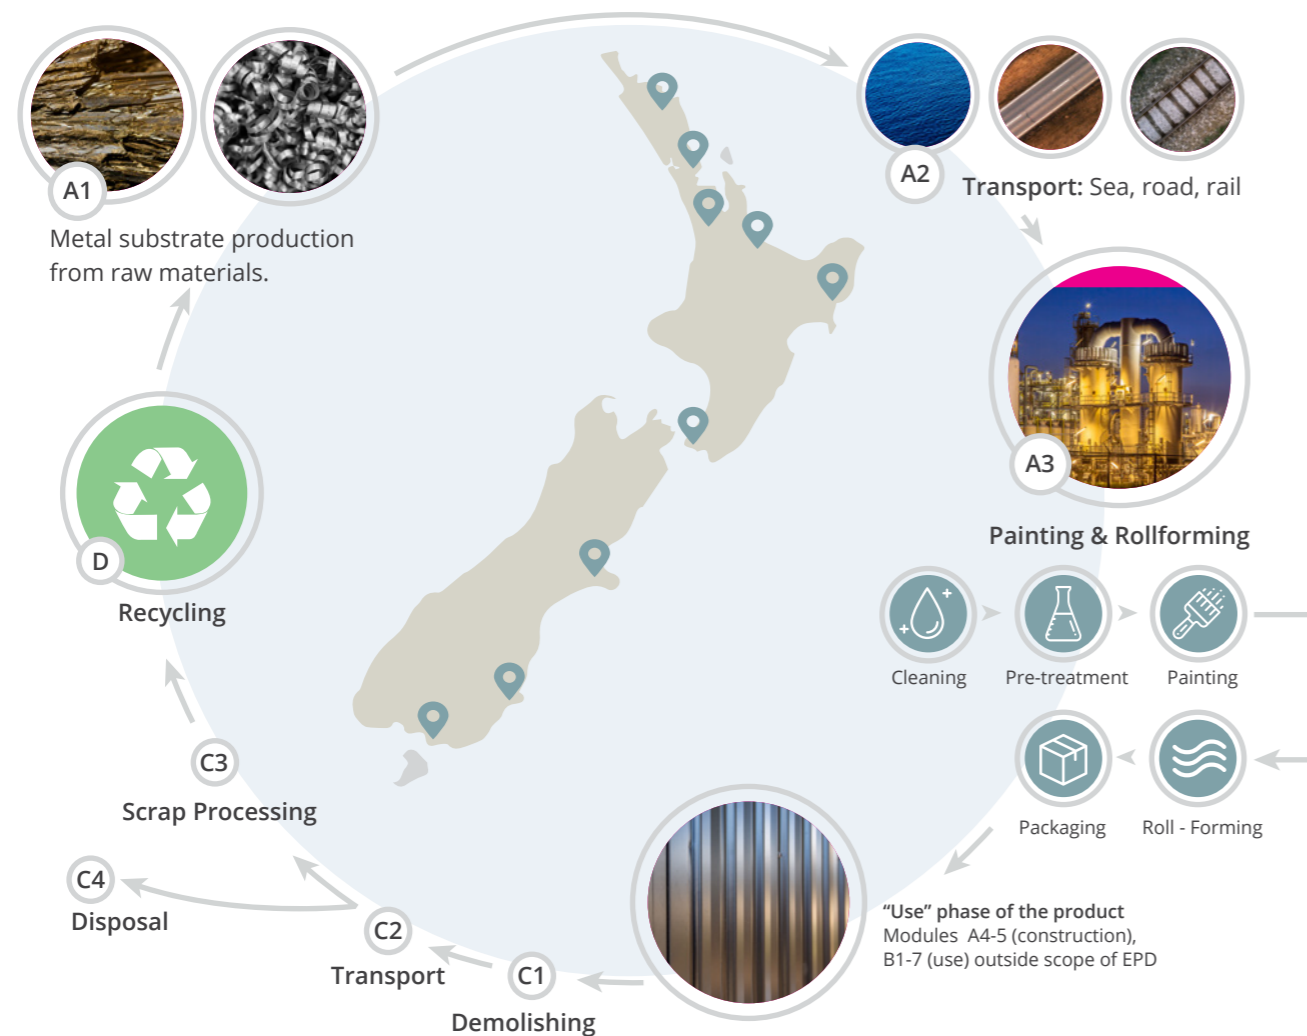 A1
Metal substrate production
from raw materials.
A2
Transport: Sea, road, rail
A3
Painting & Rollforming
Cleaning
Pre-treatment
Painting
Roll - Forming
Packaging
“Use” phase of the product
Modules A4-5 (construction),
B1-7 (use) outside scope of EPD
C1
Demolishing
C2
Transport
C4
Disposal
C3
Scrap Processing
D
Recycling